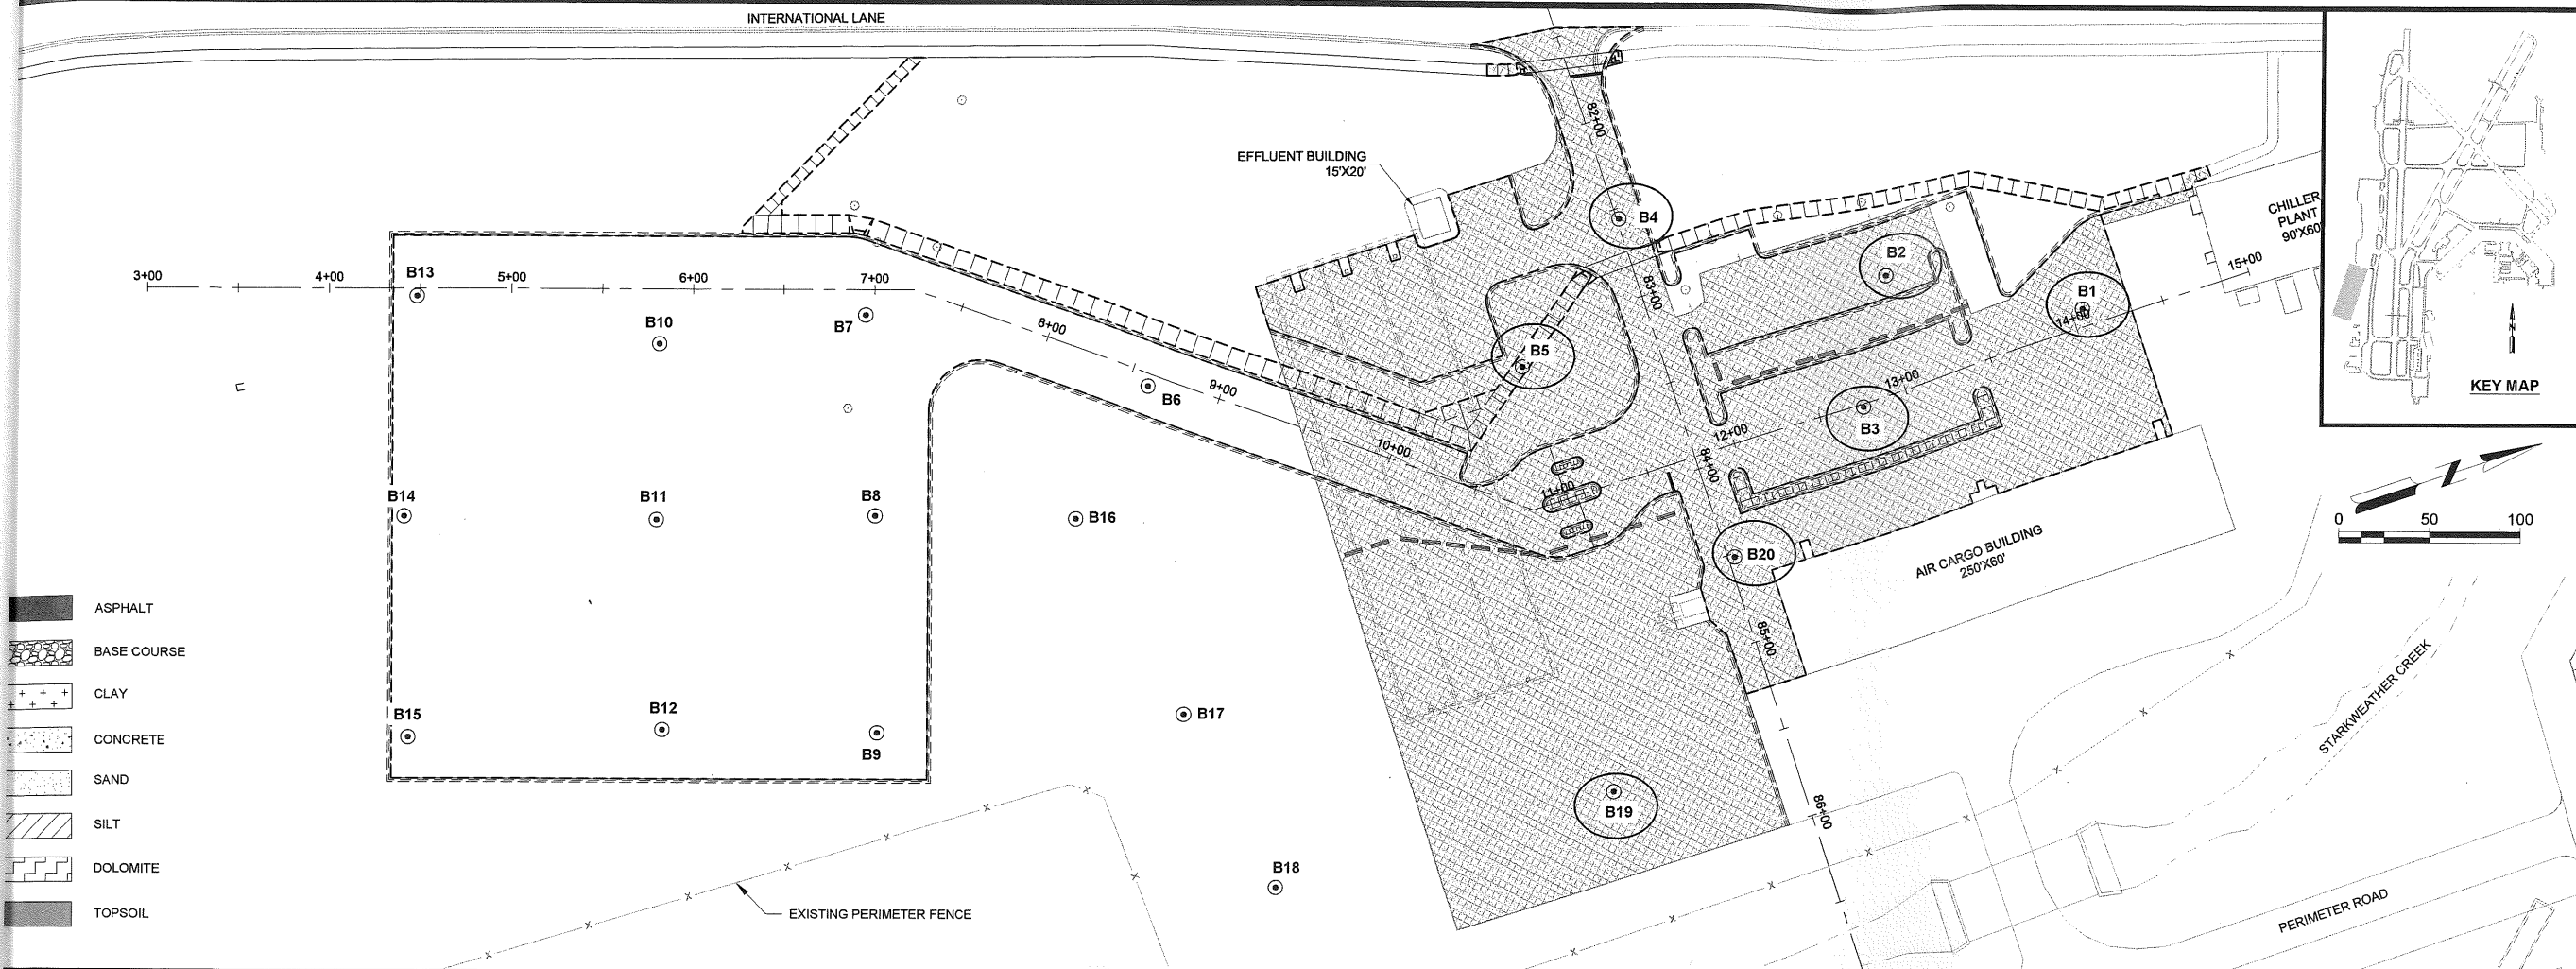 INTERNATIONAL LANE
EFFLUENT BUILDING
15'X20'
82+00
B4
B2
B1
CHILLER
PLANT
90'X60'
15+00
14+00
83+00
3+00
4+00
B13
5+00
6+00
7+00
B10
B7
8+00
B5
9+00
B6
13+00
B3
12+00
10+00
84+00
11+00
KEY MAP
N
0 50 100
B14
B11
B8
B16
B20
AIR CARGO BUILDING
250'X60'
85+00
STARKWEATHER CREEK
B15
B12
B9
B17
B19
86+00
B18
EXISTING PERIMETER FENCE
PERIMETER ROAD
ASPHALT
BASE COURSE
CLAY
CONCRETE
SAND
SILT
DOLOMITE
TOPSOIL